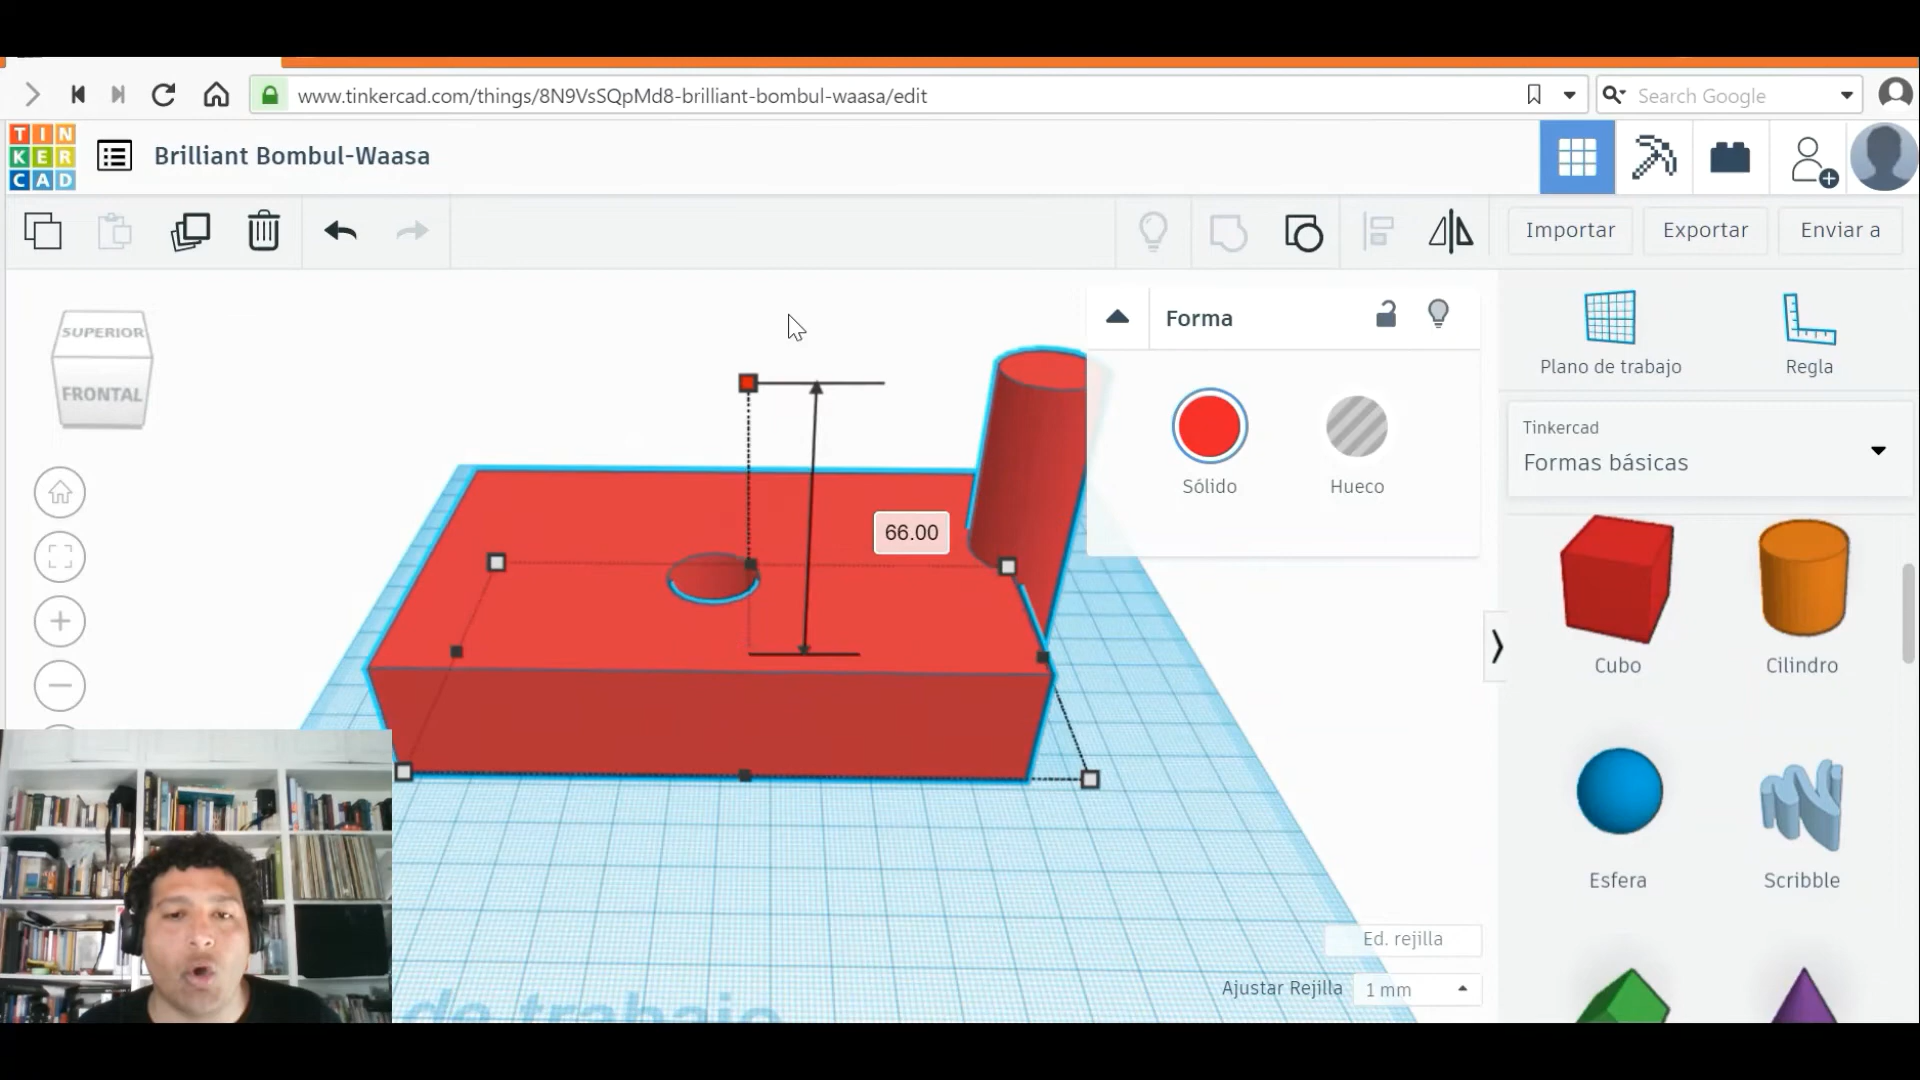 www.tinkercad.com/things/8N9VsSQpMd8-brilliant-bombul-waasa/edit
Search Google
TIN
KER
CAD
Brilliant Bombul-Waasa
Importar
Exportar
Enviar a
SUPERIOR
FRONTAL
Forma
Sólido
Hueco
66.00
Plano de trabajo
Regla
Tinkercad
Formas básicas
Cubo
Cilindro
Esfera
Scribble
Ed. rejilla
Ajustar Rejilla
1 mm
de trabajo